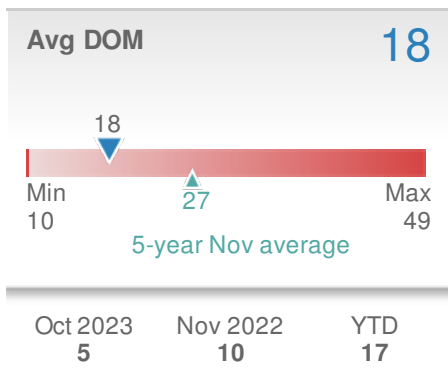 Avg DOM 18
18
Min Max
10 27 49
5-year Nov average
Oct 2023 Nov 2022 YTD
5 10 17